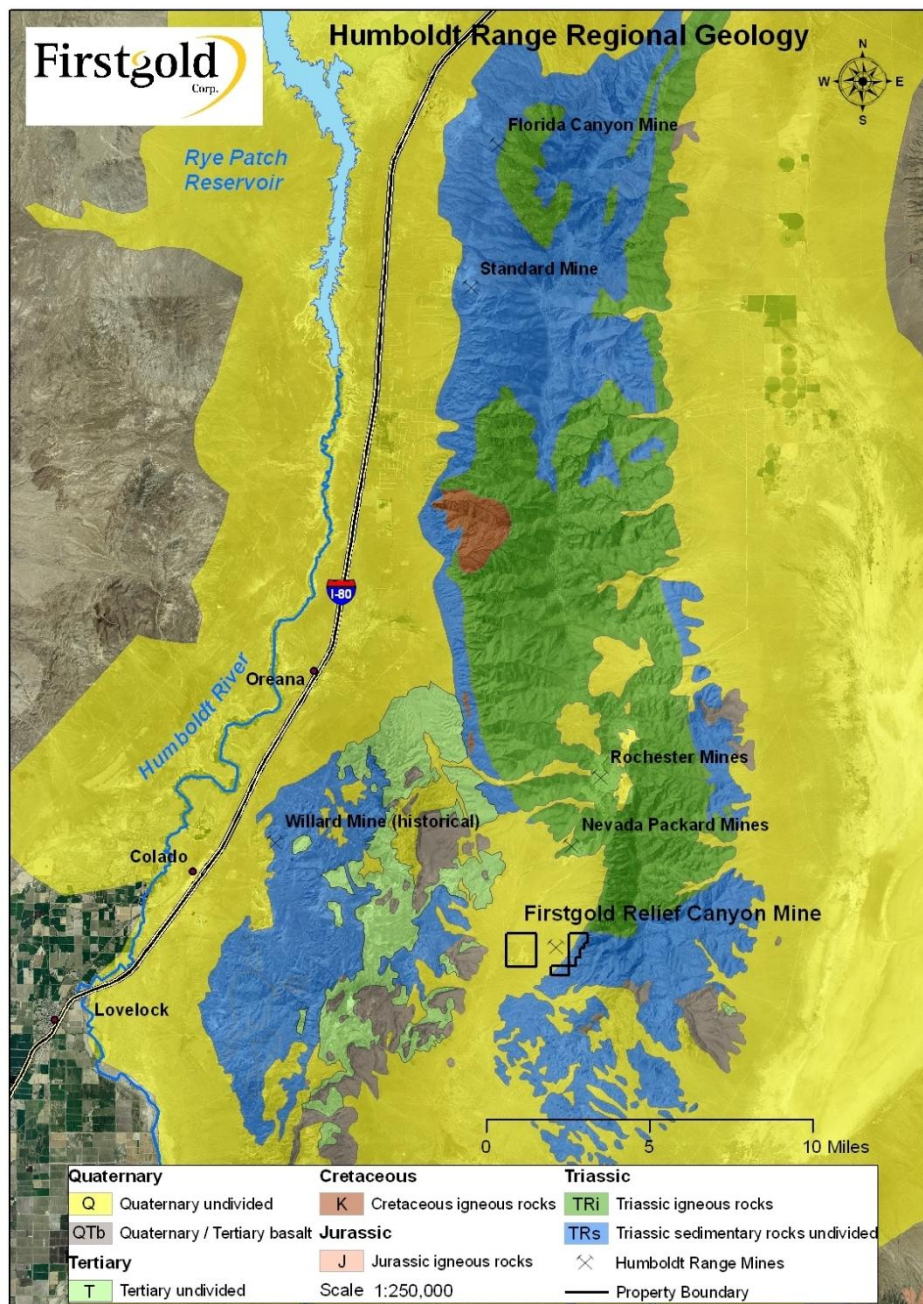 Firstgold
Corp.
Humboldt Range Regional Geology
N
W E
S
Florida Canyon Mine
Rye Patch
Reservoir
Standard Mine
I-80
Oreana
Humboldt River
Rochester Mines
Willard Mine (historical)
Nevada Packard Mines
Colado
Firstgold Relief Canyon Mine
Lovelock
0 5 10 Miles
Quaternary
Q Quaternary undivided
QTb Quaternary / Tertiary basalt
Tertiary
T Tertiary undivided
Cretaceous
K Cretaceous igneous rocks
Jurassic
J Jurassic igneous rocks
Scale 1:250,000
Triassic
TRi Triassic igneous rocks
TRs Triassic sedimentary rocks undivided
Humboldt Range Mines
Property Boundary